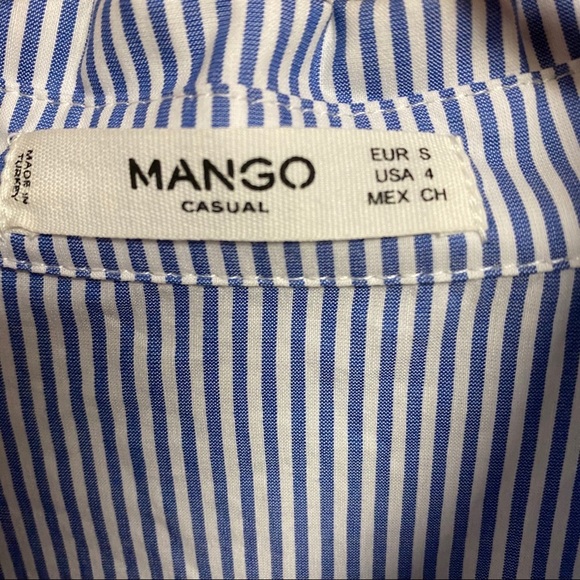 MADE IN
TURKEY
MANGO
CASUAL
EUR S
USA 4
MEX CH